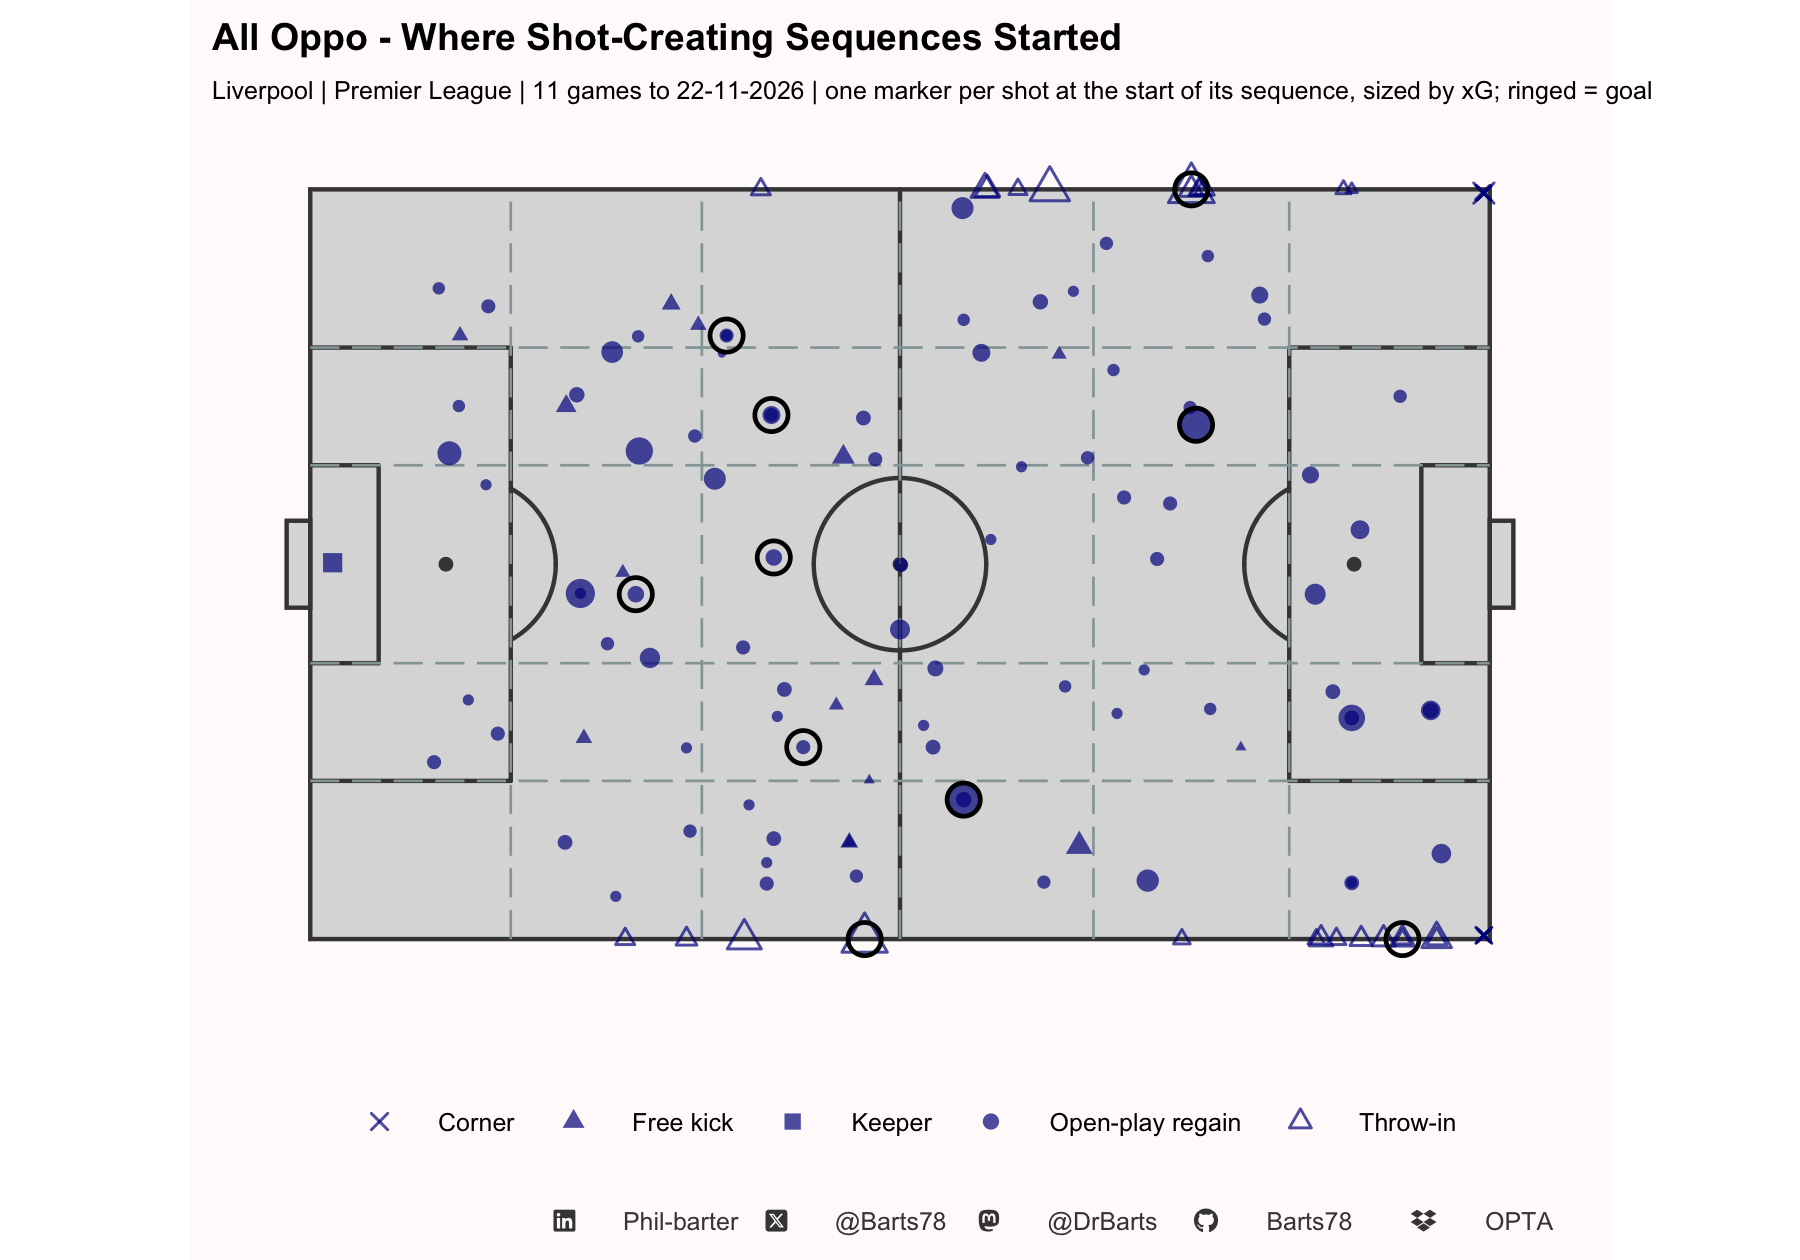 All Oppo - Where Shot-Creating Sequences Started
Liverpool | Premier League | 11 games to 22-11-2026 | one marker per shot at the start of its sequence, sized by xG; ringed = goal
Corner Free kick Keeper Open-play regain Throw-in
Phil-barter @Barts78 @DrBarts Barts78 OPTA